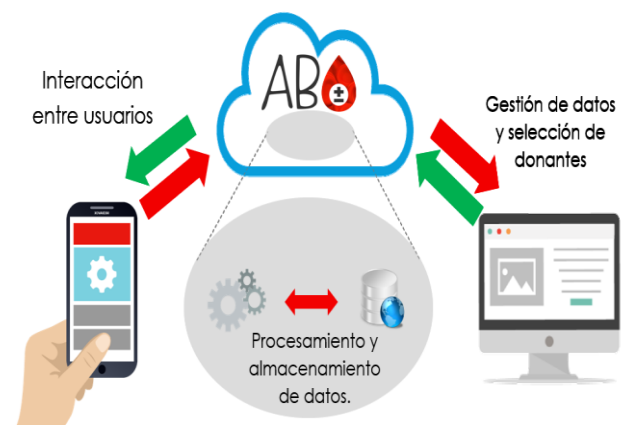 Interacción
entre usuarios
AB
±
Gestión de datos
y selección de
donantes
Procesamiento y
almacenamiento
de datos.